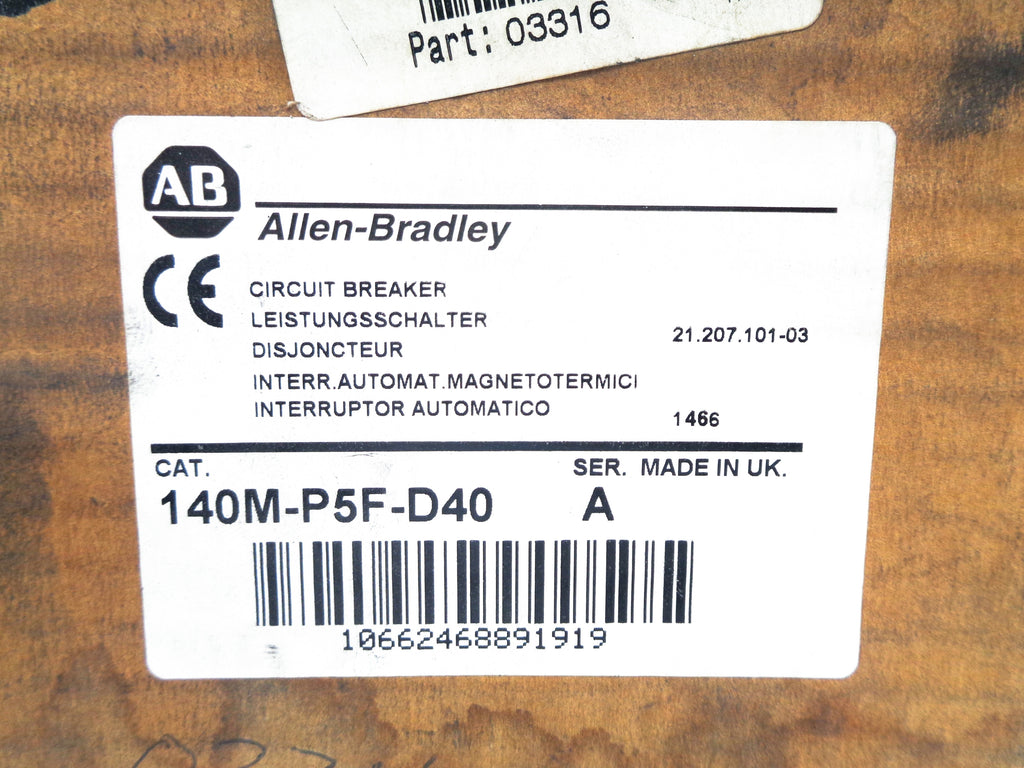 Part: 03316
AB
Allen-Bradley
CE
CIRCUIT BREAKER
LEISTUNGSSCHALTER
DISJONCTEUR
21.207.101-03
INTERR.AUTOMAT.MAGNETOTERMICI
INTERRUPTOR AUTOMATICO
1466
CAT. SER. MADE IN UK.
140M-P5F-D40 A
10662468891919